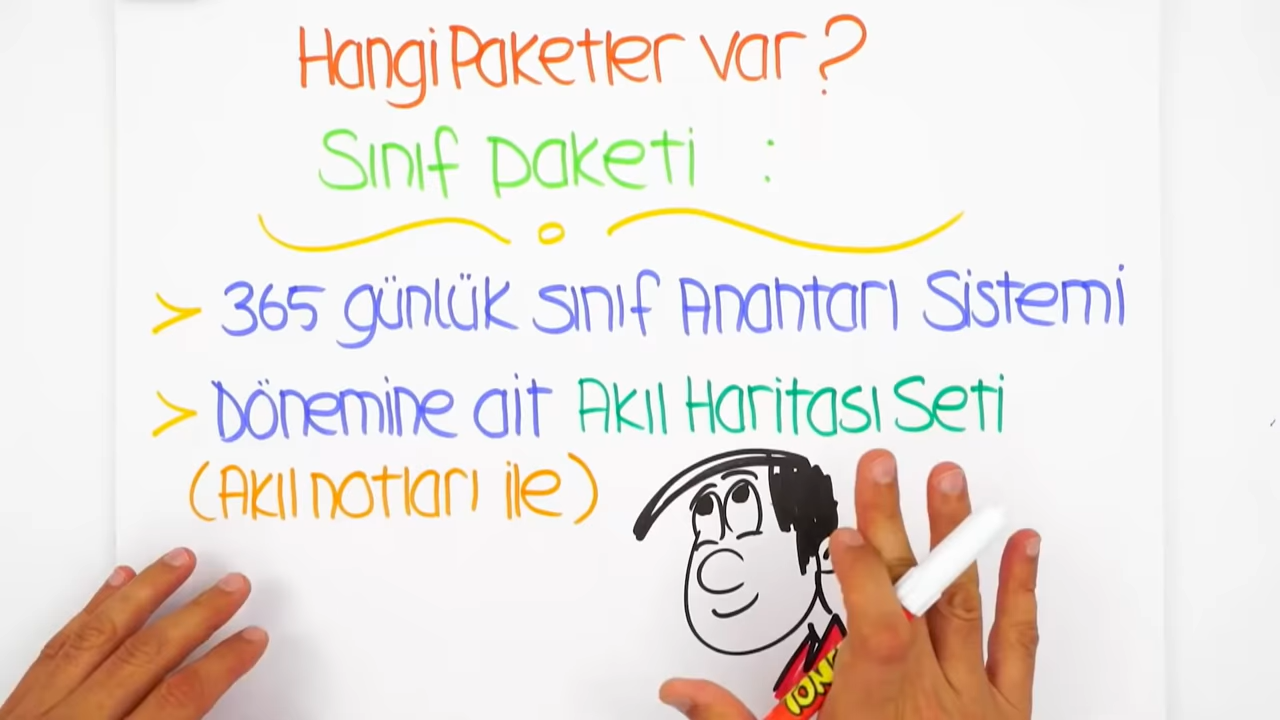 Hangi Paketler var?
Sınıf paketi :
> 365 günlük sınıf Anahtarı Sistemi
> Dönemine ait Akıl Haritası Seti
(Akıl notları ile)